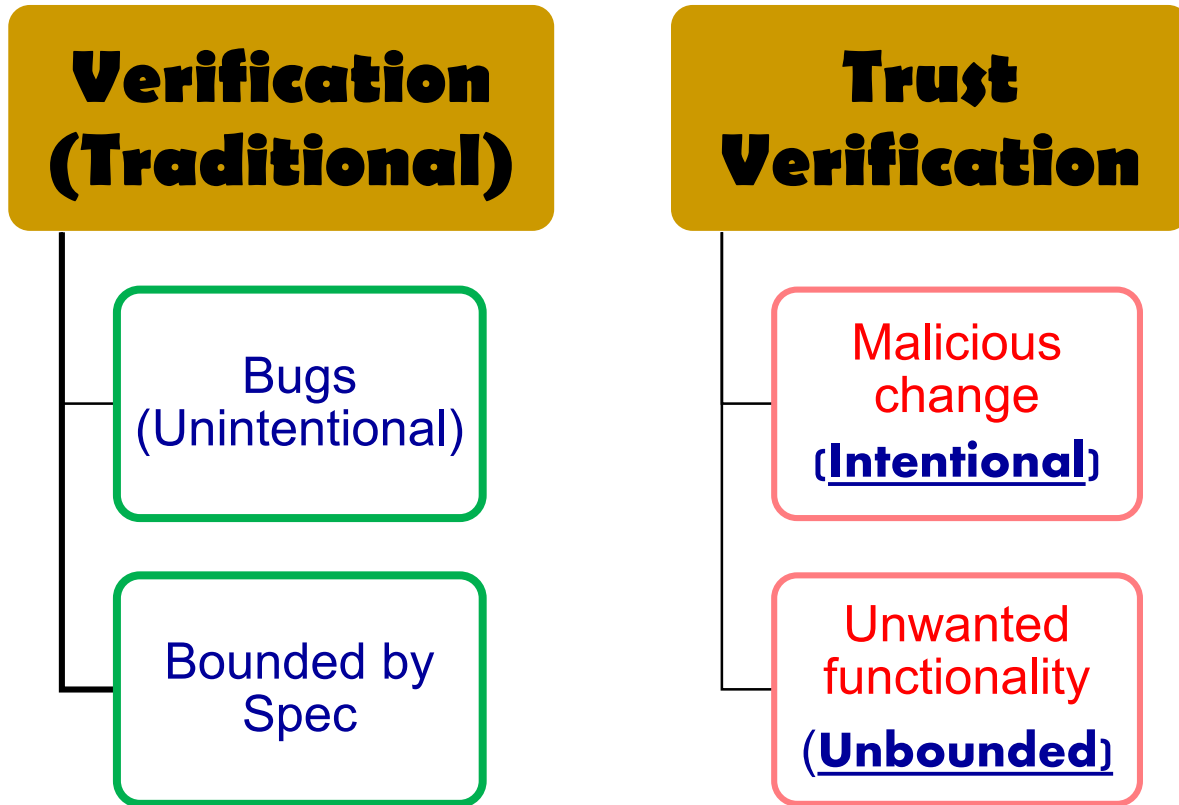 Verification
(Traditional)
Bugs
(Unintentional)
Bounded by
Spec
Trust
Verification
Malicious
change
(Intentional)
Unwanted
functionality
(Unbounded)